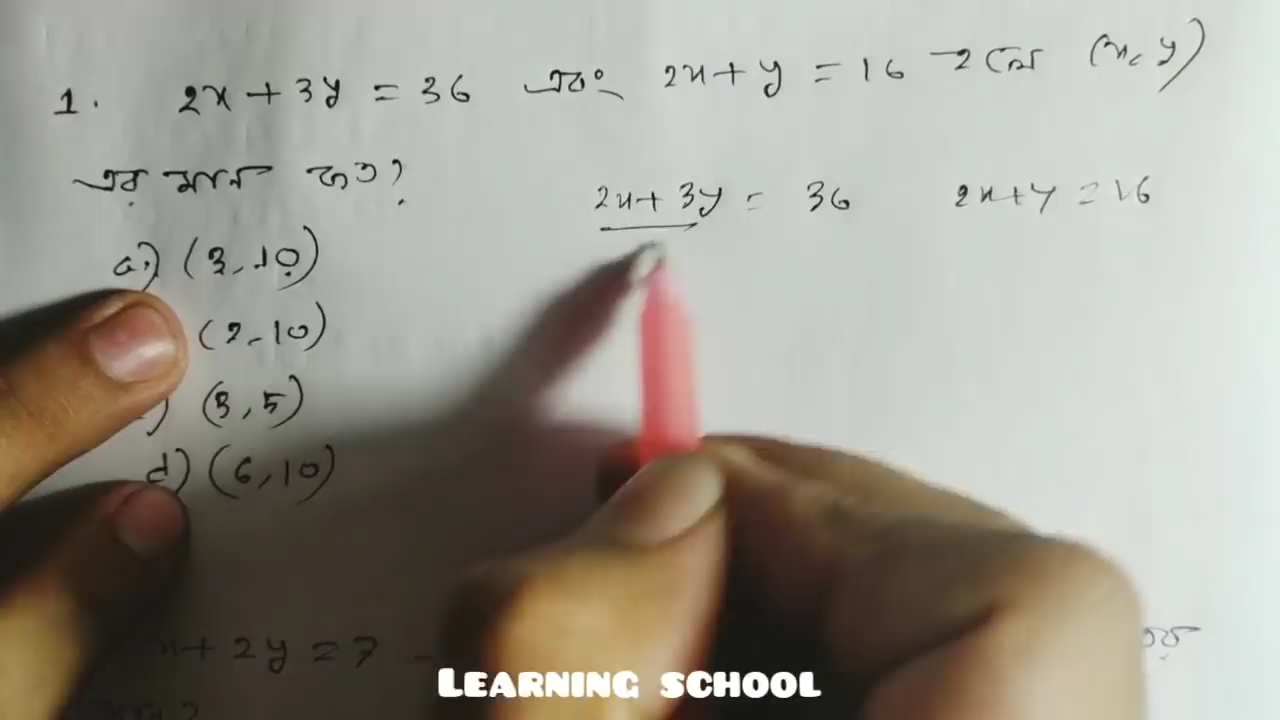 1. 2x + 3y = 36 এবং 2x + y = 16 হলে (x, y)
এর মান কত?
2x + 3y = 36 2x + y = 16
a) (3, 10)
(2, 10)
) (3, 5)
d) (6, 10)
x + 2y = 7 -
LEARNING SCHOOL